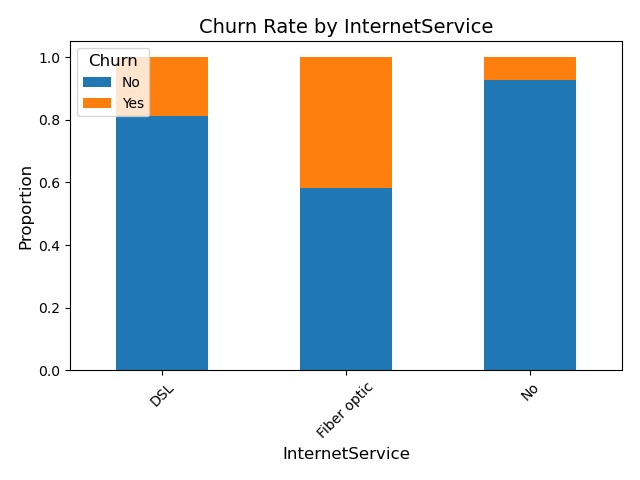 Churn Rate by InternetService
Churn
No
Yes
1.0
0.8
0.6
0.4
0.2
0.0
Proportion
DSL
Fiber optic
No
InternetService